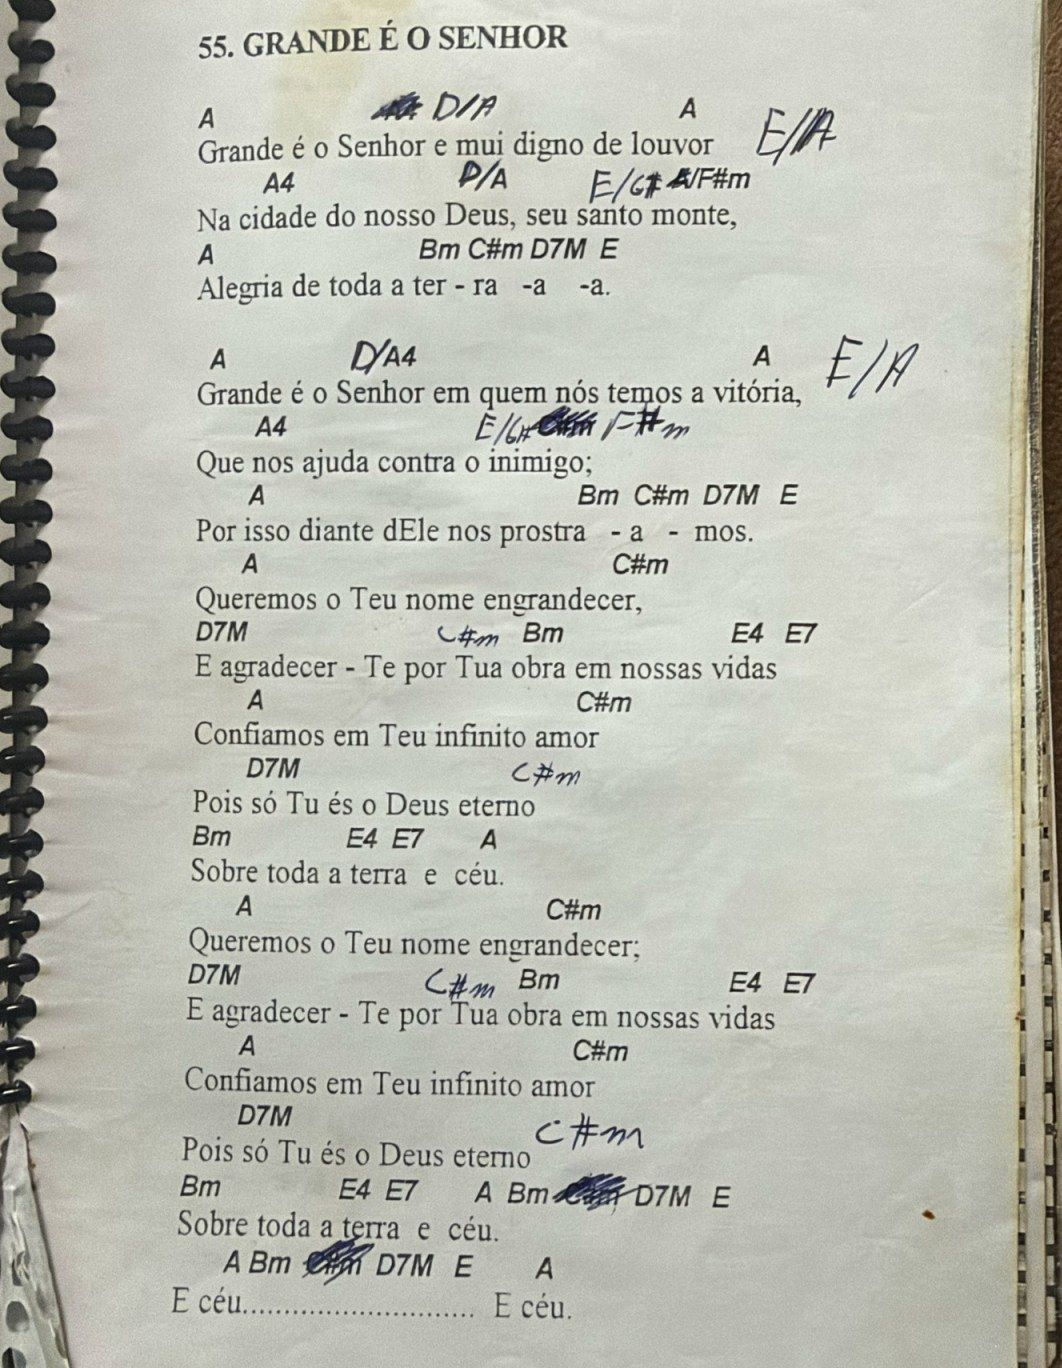 55. GRANDE É O SENHOR
A D/A A E/A
Grande é o Senhor e mui digno de louvor
A4 D/A E/G# F#m
Na cidade do nosso Deus, seu santo monte,
A Bm C#m D7M E
Alegria de toda a ter - ra -a -a.
A D/A4 A E/A
Grande é o Senhor em quem nós temos a vitória,
A4 E/G# F#m
Que nos ajuda contra o inimigo;
A Bm C#m D7M E
Por isso diante dEle nos prostra - a - mos.
A C#m
Queremos o Teu nome engrandecer,
D7M C#m Bm E4 E7
E agradecer - Te por Tua obra em nossas vidas
A C#m
Confiamos em Teu infinito amor
D7M C#m
Pois só Tu és o Deus eterno
Bm E4 E7 A
Sobre toda a terra e céu.
A C#m
Queremos o Teu nome engrandecer;
D7M C#m Bm E4 E7
E agradecer - Te por Tua obra em nossas vidas
A C#m
Confiamos em Teu infinito amor
D7M C#m
Pois só Tu és o Deus eterno
Bm E4 E7 A Bm D7M E
Sobre toda a terra e céu.
A Bm D7M E A
E céu............................ E céu.